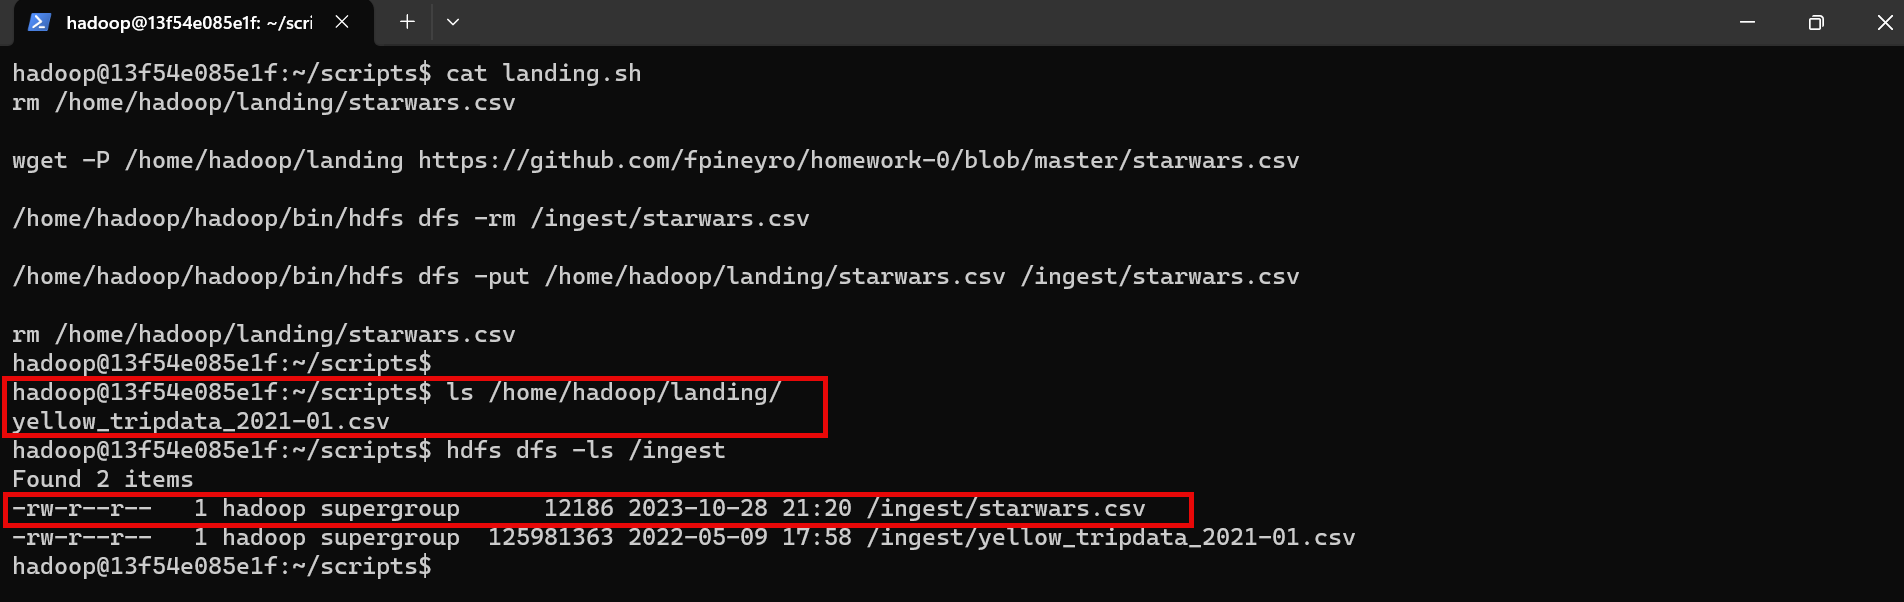 hadoop@13f54e085e1f: ~/scri
hadoop@13f54e085e1f:~/scripts$ cat landing.sh
rm /home/hadoop/landing/starwars.csv
wget -P /home/hadoop/landing https://github.com/fpineyro/homework-0/blob/master/starwars.csv
/home/hadoop/hadoop/bin/hdfs dfs -rm /ingest/starwars.csv
/home/hadoop/hadoop/bin/hdfs dfs -put /home/hadoop/landing/starwars.csv /ingest/starwars.csv
rm /home/hadoop/landing/starwars.csv
hadoop@13f54e085e1f:~/scripts$
hadoop@13f54e085e1f:~/scripts$ ls /home/hadoop/landing/
yellow_tripdata_2021-01.csv
hadoop@13f54e085e1f:~/scripts$ hdfs dfs -ls /ingest
Found 2 items
-rw-r--r--   1 hadoop supergroup      12186 2023-10-28 21:20 /ingest/starwars.csv
-rw-r--r--   1 hadoop supergroup  125981363 2022-05-09 17:58 /ingest/yellow_tripdata_2021-01.csv
hadoop@13f54e085e1f:~/scripts$